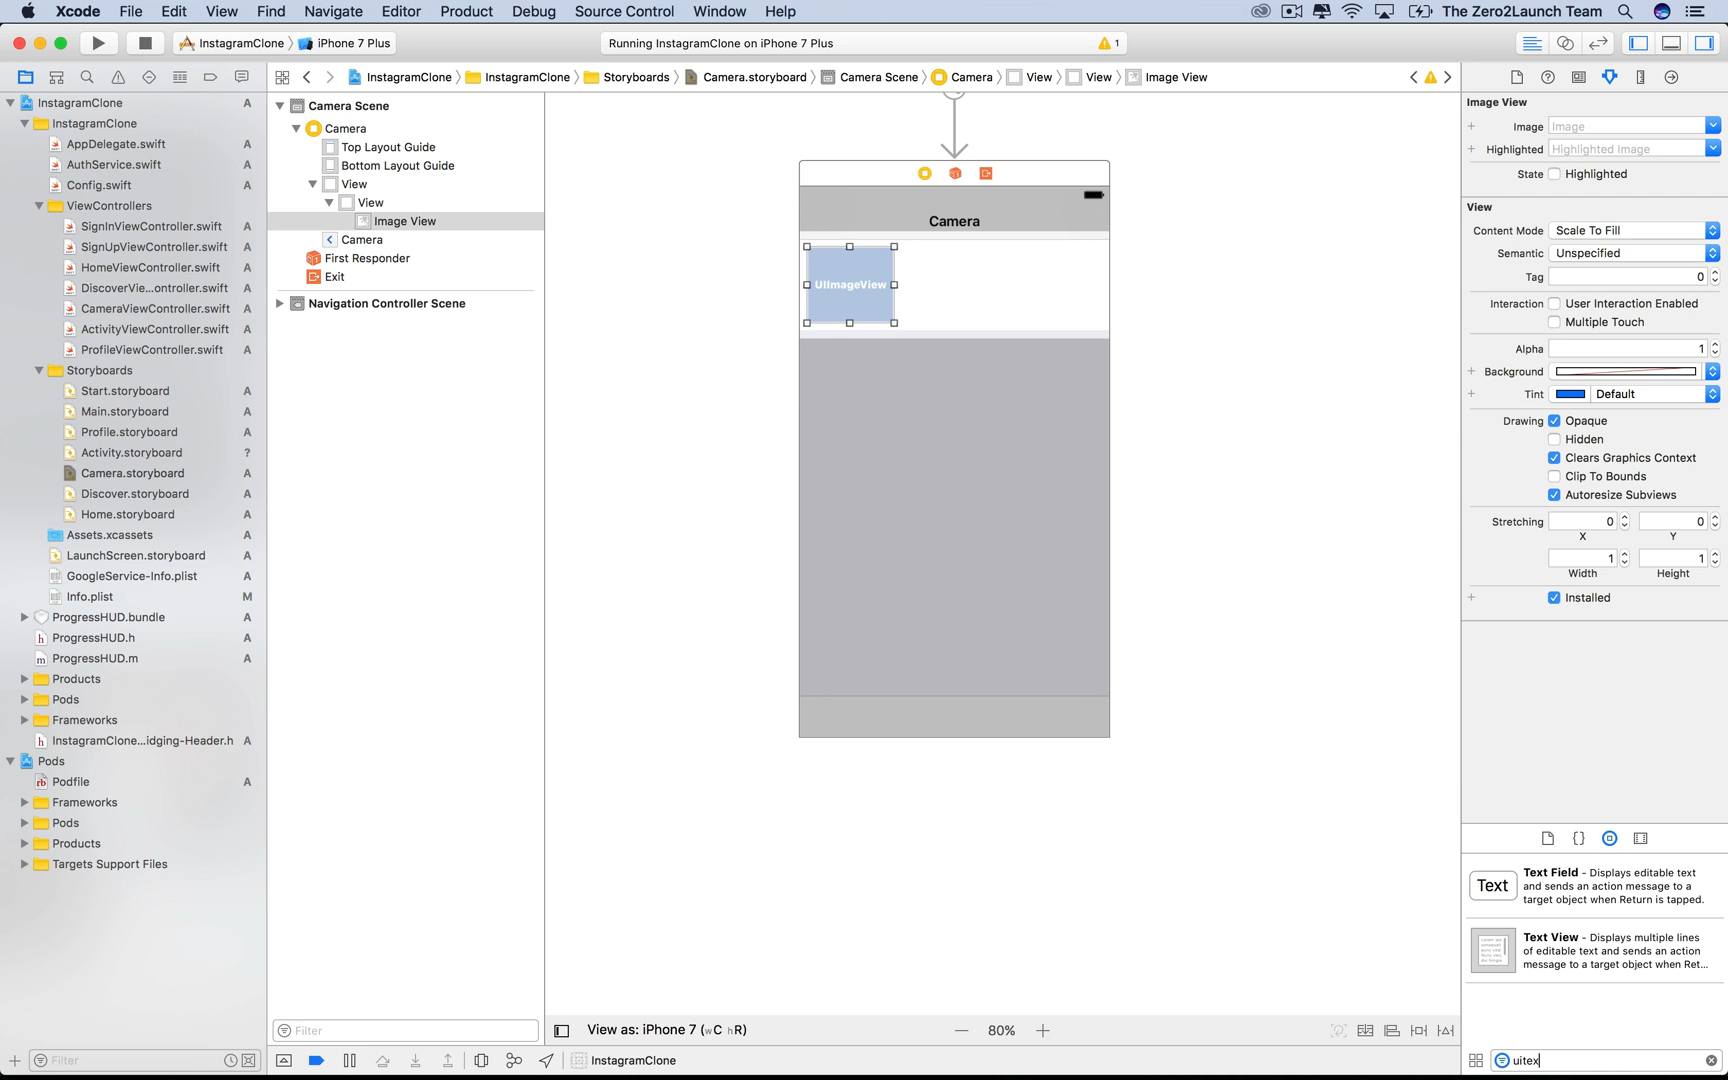 Xcode File Edit View Find Navigate Editor Product Debug Source Control Window Help The Zero2Launch Team
InstagramClone iPhone 7 Plus Running InstagramClone on iPhone 7 Plus 1
InstagramClone InstagramClone Storyboards Camera.storyboard Camera Scene Camera View View Image View
InstagramClone A
InstagramClone
AppDelegate.swift A
AuthService.swift A
Config.swift A
ViewControllers
SignInViewController.swift A
SignUpViewController.swift A
HomeViewController.swift A
DiscoverVie...ontroller.swift A
CameraViewController.swift A
ActivityViewController.swift A
ProfileViewController.swift A
Storyboards
Start.storyboard A
Main.storyboard A
Profile.storyboard A
Activity.storyboard ?
Camera.storyboard A
Discover.storyboard A
Home.storyboard A
Assets.xcassets A
LaunchScreen.storyboard A
GoogleService-Info.plist A
Info.plist M
ProgressHUD.bundle A
h ProgressHUD.h A
m ProgressHUD.m A
Products
Pods
Frameworks
h InstagramClone...idging-Header.h A
Pods
rb Podfile A
Frameworks
Pods
Products
Targets Support Files
Filter
Camera Scene
Camera
Top Layout Guide
Bottom Layout Guide
View
View
Image View
Camera
First Responder
Exit
Navigation Controller Scene
Filter
Camera
UIImageView
View as: iPhone 7 (wC hR) 80%
InstagramClone
Image View
Image Image
Highlighted Highlighted Image
State Highlighted
View
Content Mode Scale To Fill
Semantic Unspecified
Tag 0
Interaction User Interaction Enabled
Multiple Touch
Alpha 1
Background
Tint Default
Drawing Opaque
Hidden
Clears Graphics Context
Clip To Bounds
Autoresize Subviews
Stretching 0 0
X Y
1 1
Width Height
Installed
Text
Text Field - Displays editable text
and sends an action message to a
target object when Return is tapped.
Text View - Displays multiple lines
of editable text and sends an action
message to a target object when Ret...
uitex